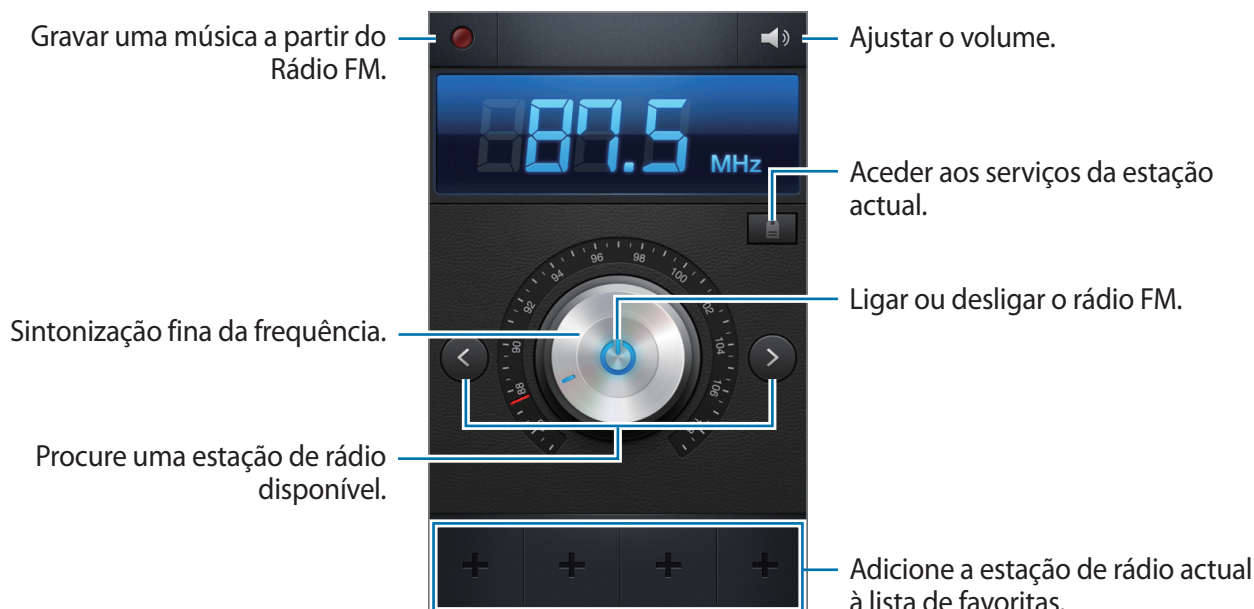 Gravar uma música a partir do
Rádio FM.
Ajustar o volume.
87.5 MHz
Aceder aos serviços da estação
actual.
Ligar ou desligar o rádio FM.
Sintonização fina da frequência.
88
90
92
94
96
98
100
102
104
106
Procure uma estação de rádio
disponível.
Adicione a estação de rádio actual
à lista de favoritas.